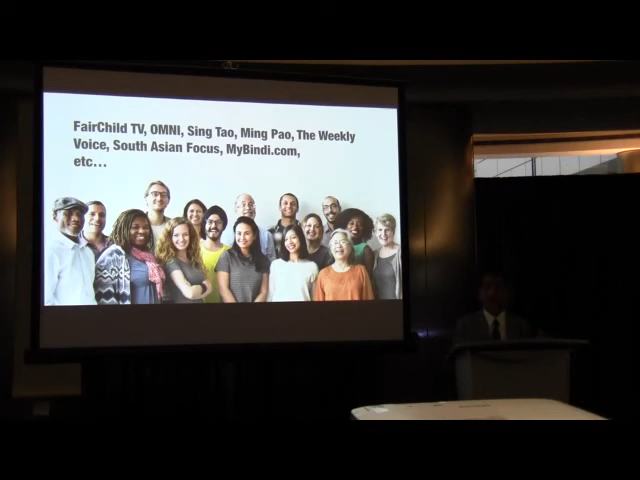 FairChild TV, OMNI, Sing Tao, Ming Pao, The Weekly
Voice, South Asian Focus, MyBindi.com,
etc...